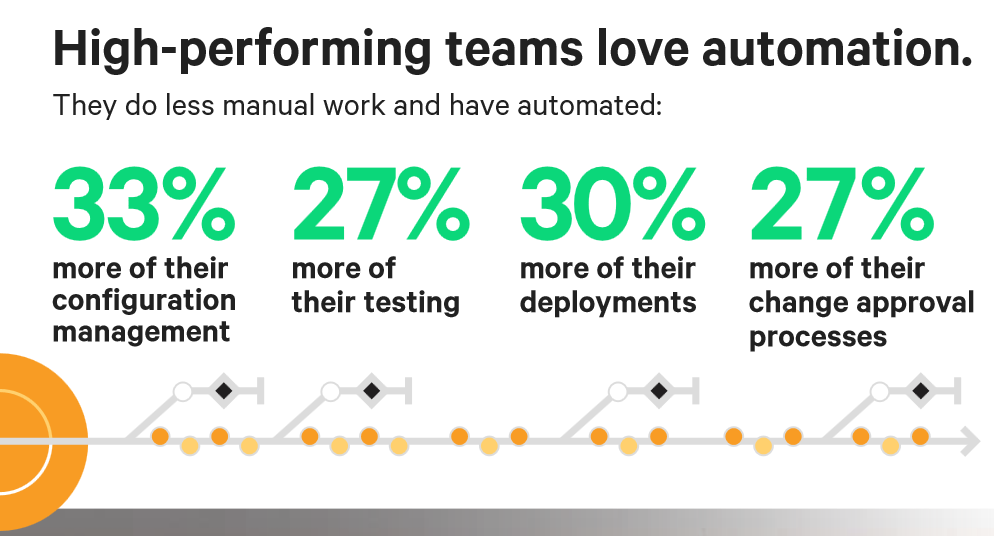 High-performing teams love automation.
They do less manual work and have automated:
33%
more of their
configuration
management
27%
more of
their testing
30%
more of their
deployments
27%
more of their
change approval
processes